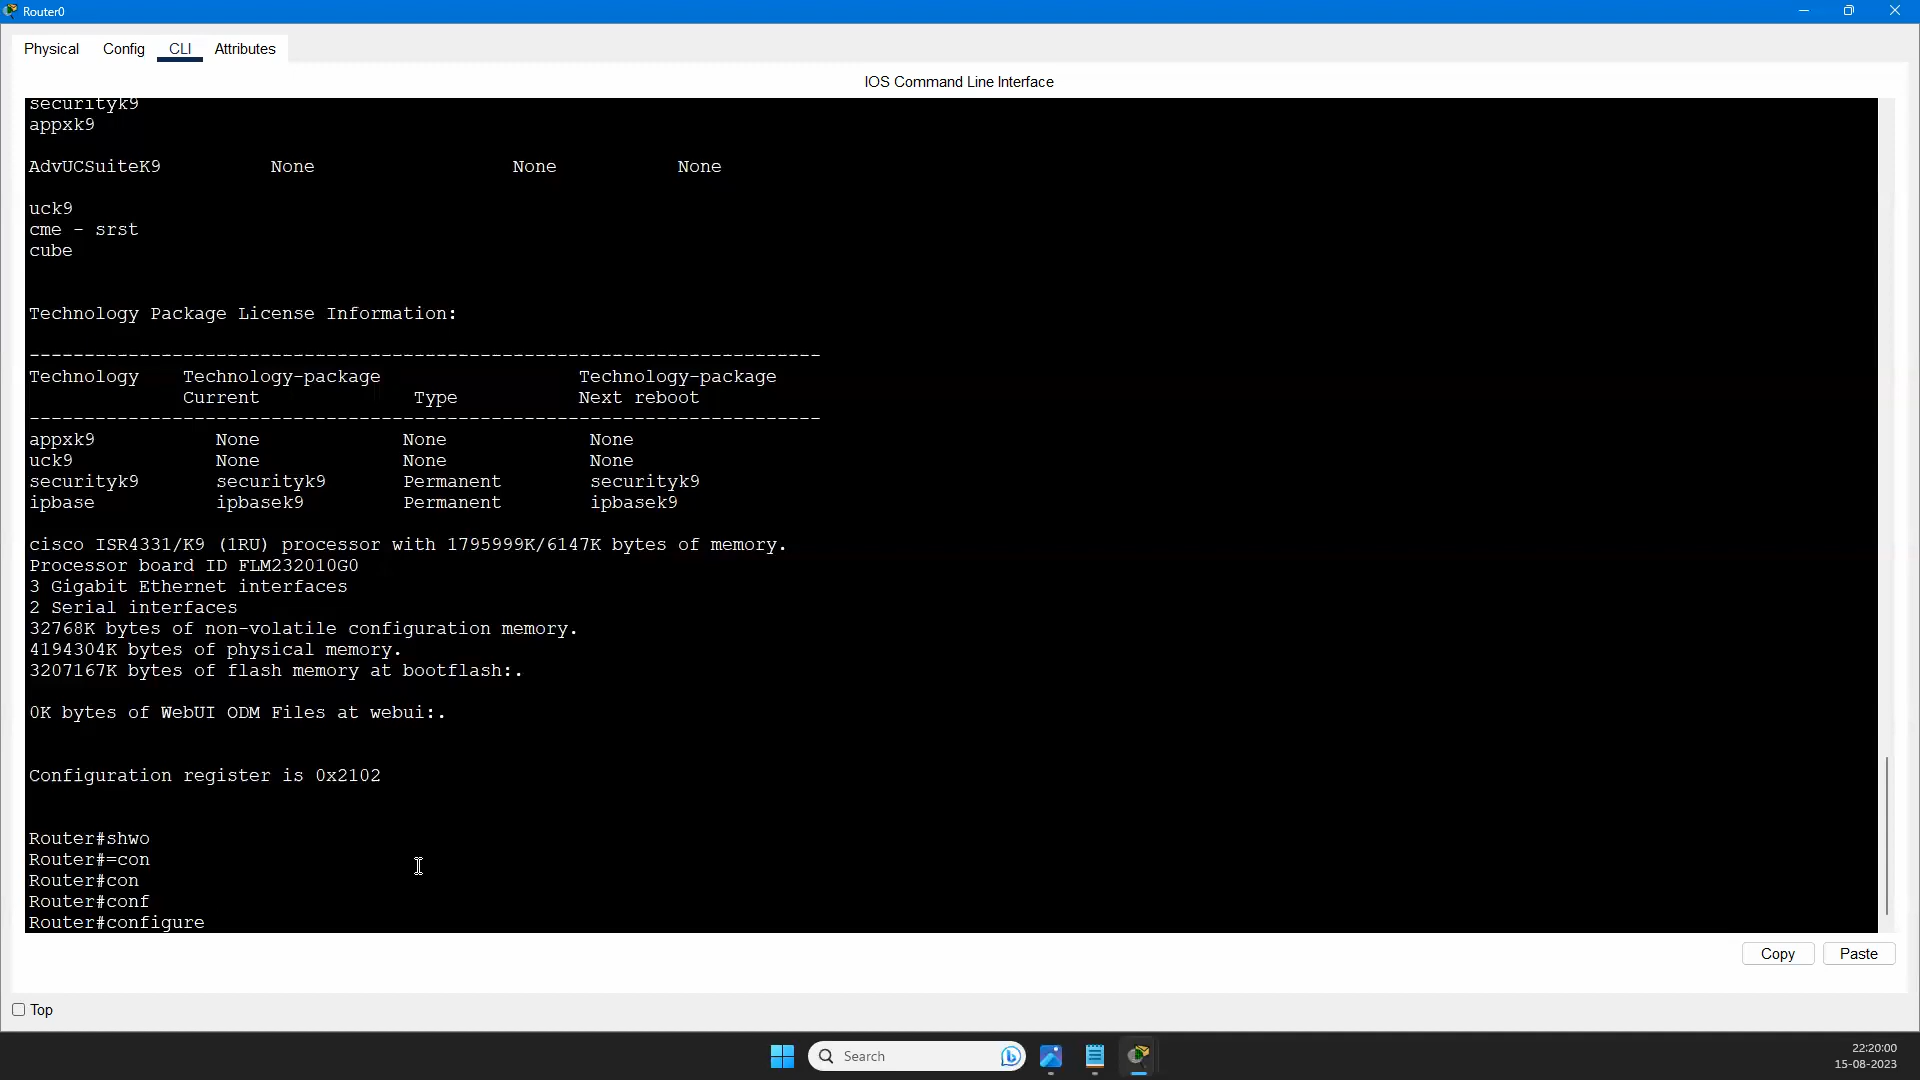 Router0
Physical Config CLI Attributes
IOS Command Line Interface
securityk9
appxk9
AdvUCSuiteK9 None None None
uck9
cme - srst
cube
Technology Package License Information:
------------------------------------------------------------------------
Technology Technology-package Technology-package
Current Type Next reboot
------------------------------------------------------------------------
appxk9 None None None
uck9 None None None
securityk9 securityk9 Permanent securityk9
ipbase ipbasek9 Permanent ipbasek9
cisco ISR4331/K9 (1RU) processor with 1795999K/6147K bytes of memory.
Processor board ID FLM232010G0
3 Gigabit Ethernet interfaces
2 Serial interfaces
32768K bytes of non-volatile configuration memory.
4194304K bytes of physical memory.
3207167K bytes of flash memory at bootflash:.
0K bytes of WebUI ODM Files at webui:.
Configuration register is 0x2102
Router#shwo
Router#=con
Router#con
Router#conf
Router#configure
Copy Paste
Top
Search
22:20:00
15-08-2023